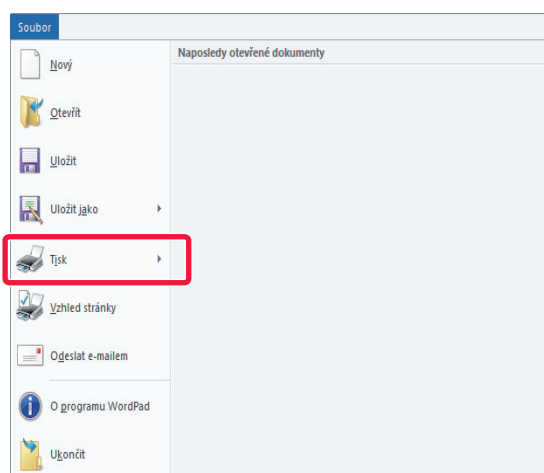 Soubor
Naposledy otevřené dokumenty
Nový
Otevřít
Uložit
Uložit jako
Tisk
Vzhled stránky
Odeslat e-mailem
O programu WordPad
Ukončit